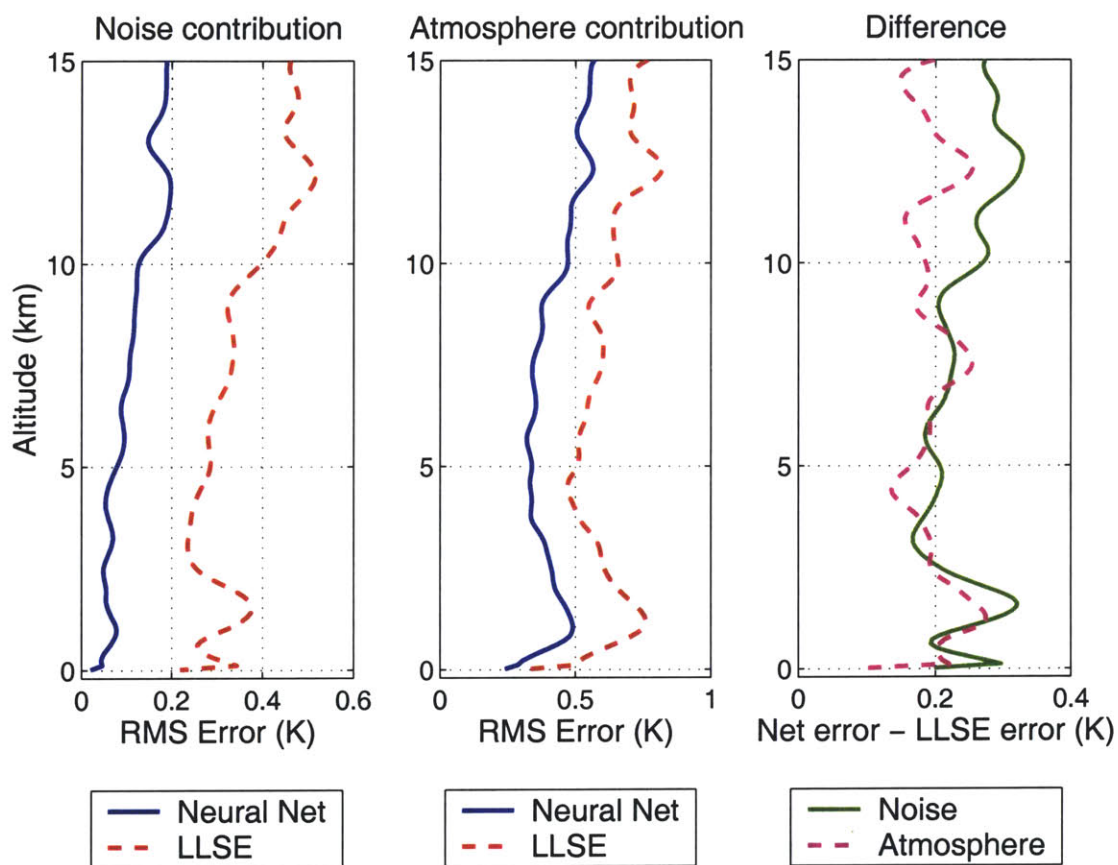 Noise contribution
Atmosphere contribution
Difference
15
10
5
0
0
0.2
0.4
0.6
15
10
5
0
0
0.5
1
15
10
5
0
0
0.2
0.4
Altitude (km)
RMS Error (K)
RMS Error (K)
Net error – LLSE error (K)
Neural Net
LLSE
Neural Net
LLSE
Noise
Atmosphere